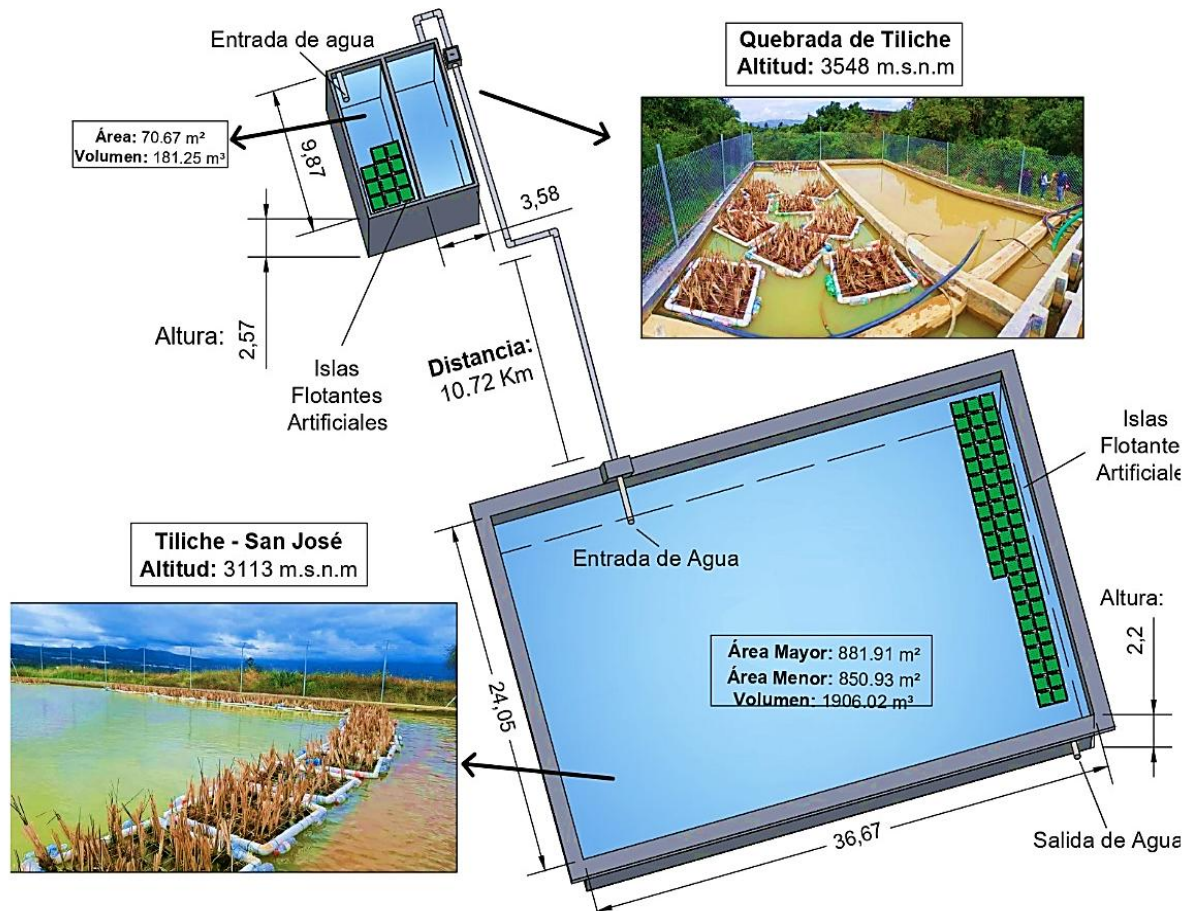 Entrada de agua
Quebrada de Tiliche
Altitud: 3548 m.s.n.m
Área: 70.67 m²
Volumen: 181.25 m³
9,87
3,58
Altura:
2,57
Islas
Flotantes
Artificiales
Distancia:
10.72 Km
Islas
Flotante
Artificiale
Tiliche - San José
Altitud: 3113 m.s.n.m
Entrada de Agua
Altura:
2,2
Área Mayor: 881.91 m²
Área Menor: 850.93 m²
Volumen: 1906.02 m³
24,05
36,67
Salida de Agua